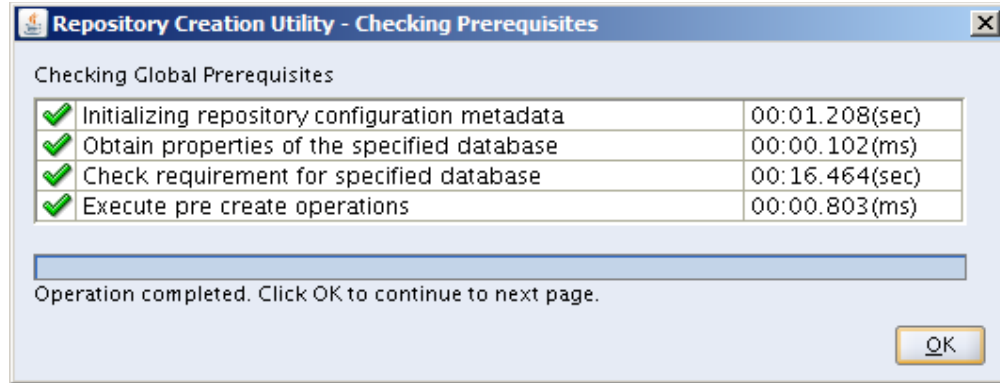 Repository Creation Utility - Checking Prerequisites
Checking Global Prerequisites
Initializing repository configuration metadata 00:01.208(sec)
Obtain properties of the specified database 00:00.102(ms)
Check requirement for specified database 00:16.464(sec)
Execute pre create operations 00:00.803(ms)
Operation completed. Click OK to continue to next page.
OK